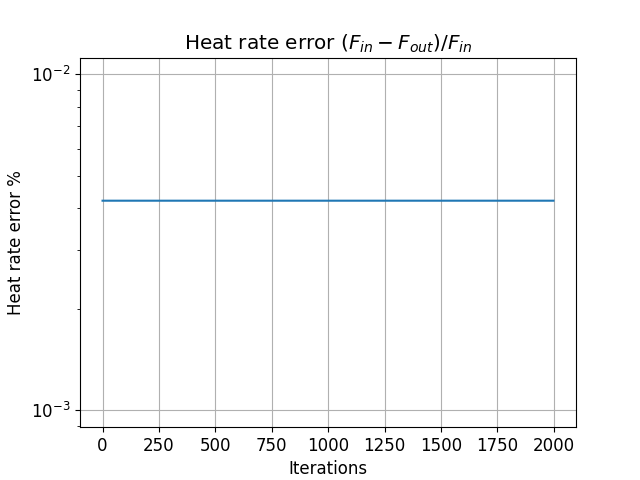 Heat rate error (F_in − F_out)/F_in
10^−2
10^−3
Heat rate error %
0 250 500 750 1000 1250 1500 1750 2000
Iterations